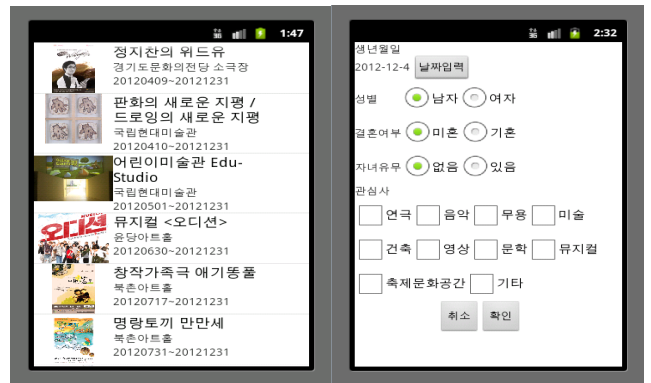 1:47
정지찬의 위드유
경기도문화의전당 소극장
20120409~20121231
판화의 새로운 지평 /
드로잉의 새로운 지평
국립현대미술관
20120410~20121231
어린이미술관 Edu-
Studio
국립현대미술관
20120501~20121231
오디션
뮤지컬 <오디션>
윤당아트홀
20120630~20121231
창작가족극 애기똥풀
북촌아트홀
20120717~20121231
명랑토끼 만만세
북촌아트홀
20120731~20121231
2:32
생년월일
2012-12-4 날짜입력
성별 남자 여자
결혼여부 미혼 기혼
자녀유무 없음 있음
관심사
연극 음악 무용 미술
건축 영상 문학 뮤지컬
축제문화공간 기타
취소 확인